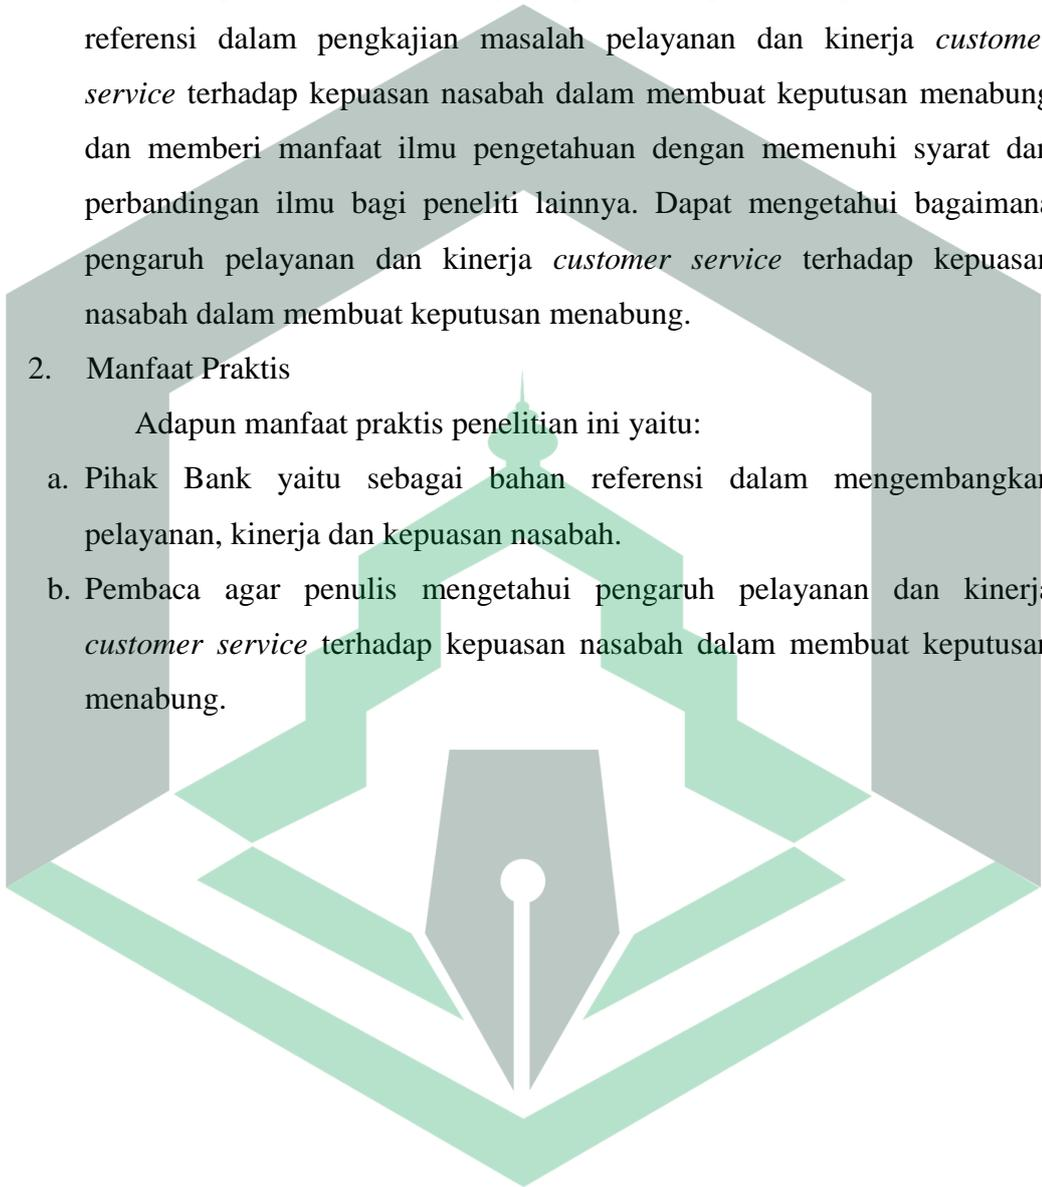 referensi dalam pengkajian masalah pelayanan dan kinerja custome
service terhadap kepuasan nasabah dalam membuat keputusan menabung
dan memberi manfaat ilmu pengetahuan dengan memenuhi syarat dan
perbandingan ilmu bagi peneliti lainnya. Dapat mengetahui bagaimana
pengaruh pelayanan dan kinerja customer service terhadap kepuasan
nasabah dalam membuat keputusan menabung.
2. Manfaat Praktis
Adapun manfaat praktis penelitian ini yaitu:
a. Pihak Bank yaitu sebagai bahan referensi dalam mengembangkan
pelayanan, kinerja dan kepuasan nasabah.
b. Pembaca agar penulis mengetahui pengaruh pelayanan dan kinerja
customer service terhadap kepuasan nasabah dalam membuat keputusan
menabung.